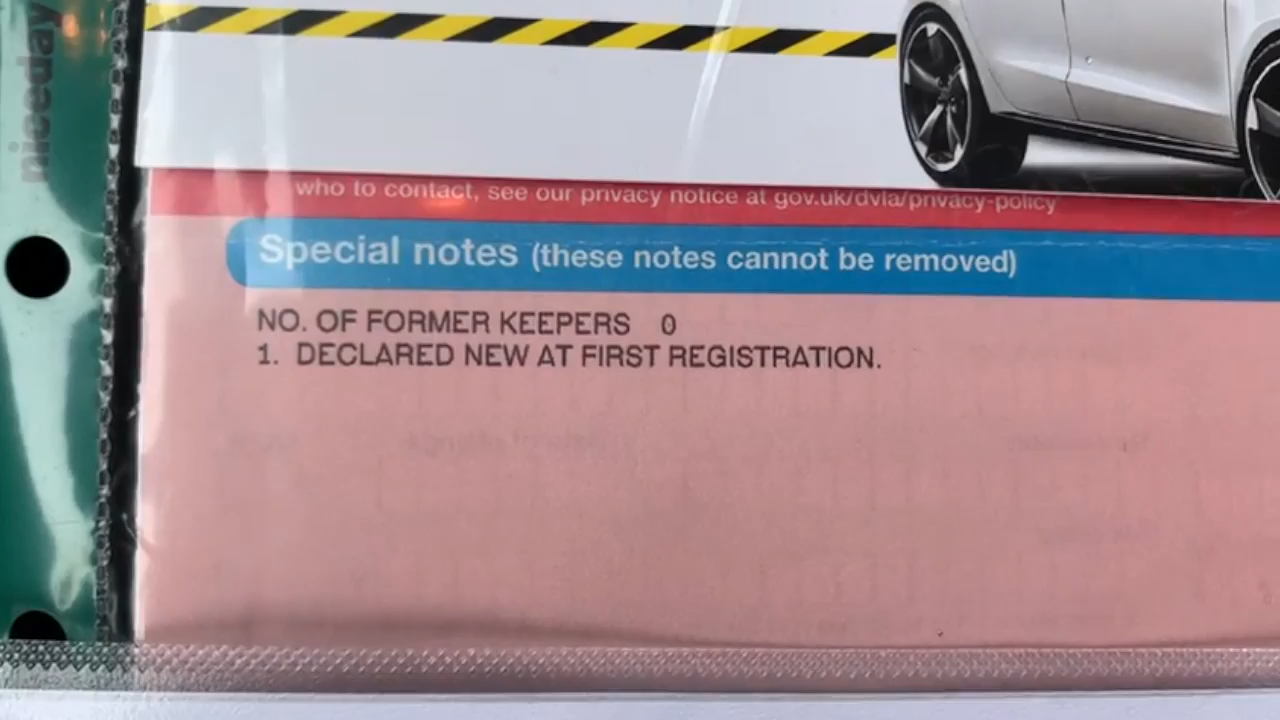 niceday
who to contact, see our privacy notice at gov.uk/dvla/privacy-policy
Special notes (these notes cannot be removed)
NO. OF FORMER KEEPERS 0
1. DECLARED NEW AT FIRST REGISTRATION.